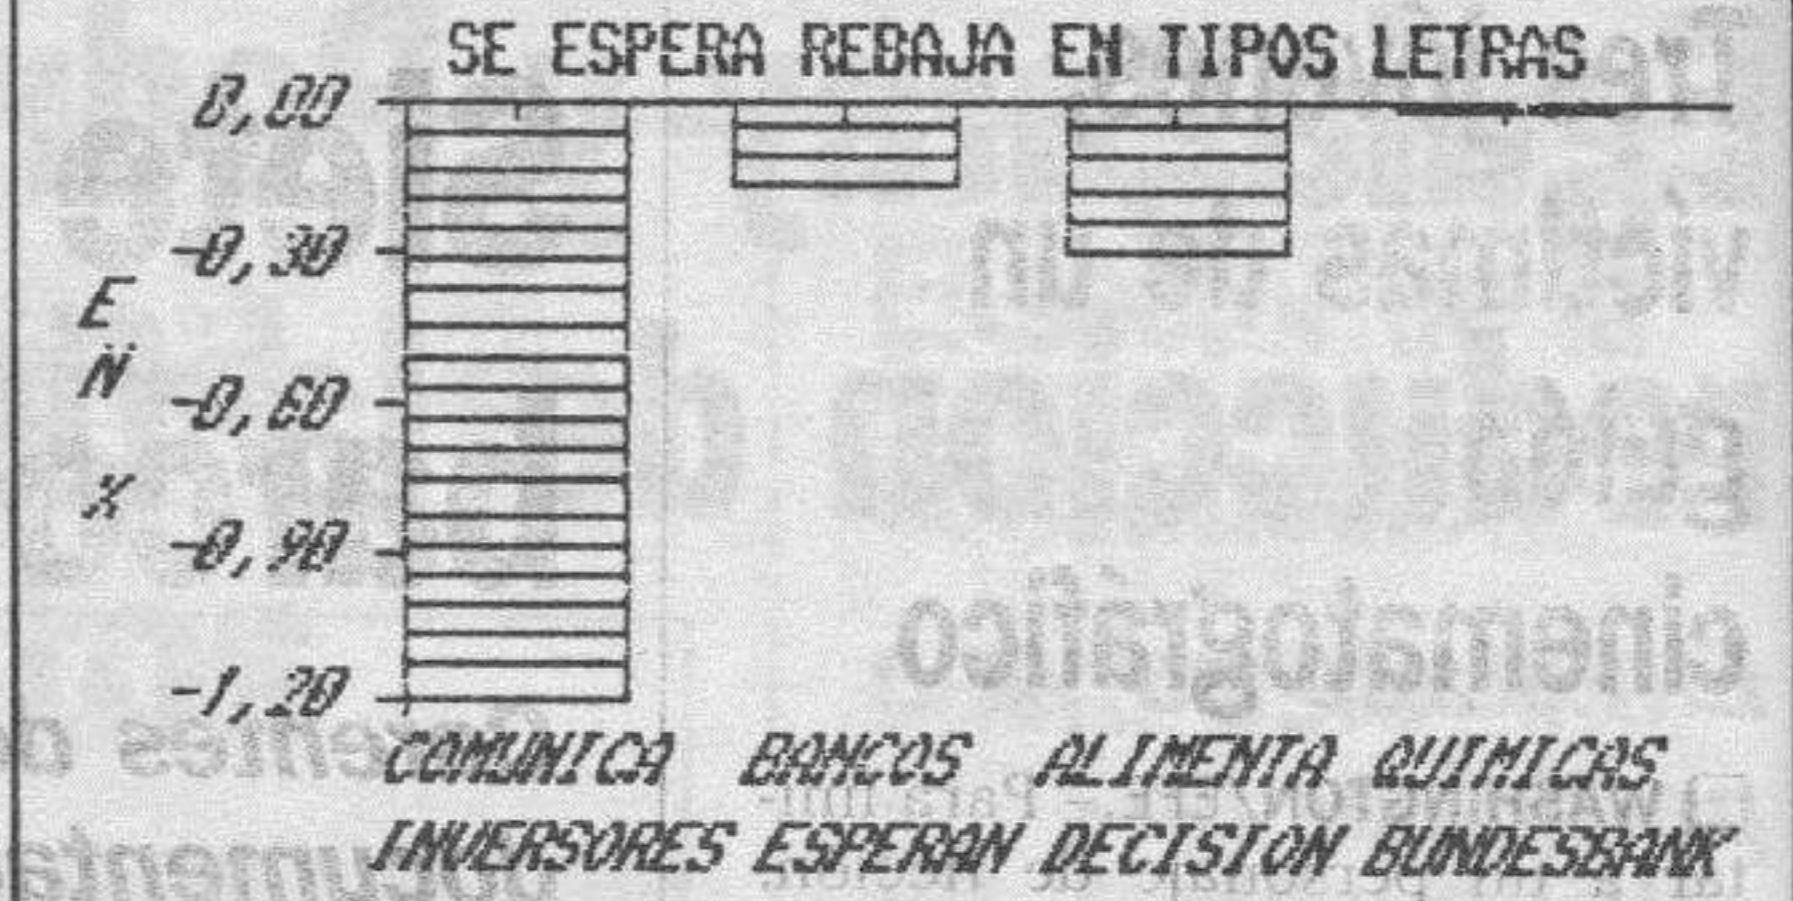 SE ESPERA REBAJA EN TIPOS LETRAS
0,00
-0,30
-0,60
-0,90
-1,20
EN %
COMUNICA BANCOS ALIMENTA QUIMICAS
INVERSORES ESPERAN DECISION BUNDESBANK